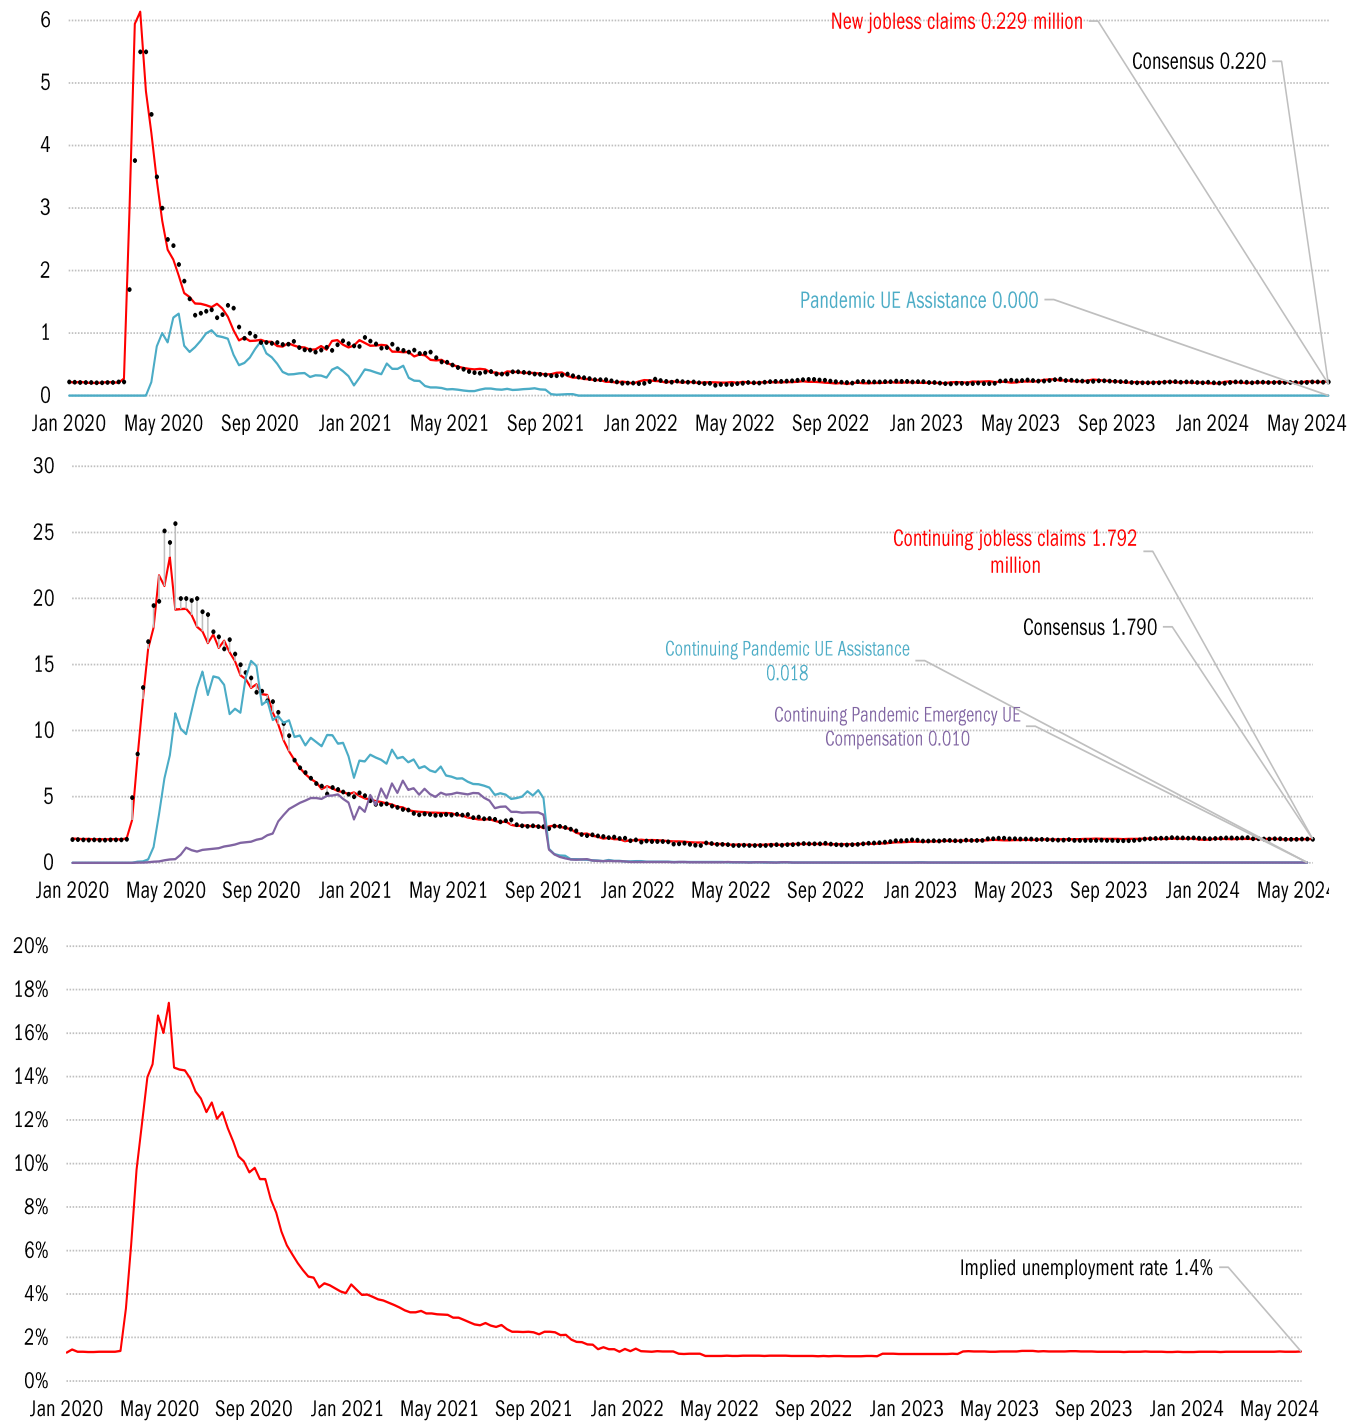 6
New jobless claims 0.229 million
Consensus 0.220
5
4
3
2
Pandemic UE Assistance 0.000
1
0
Jan 2020 May 2020 Sep 2020 Jan 2021 May 2021 Sep 2021 Jan 2022 May 2022 Sep 2022 Jan 2023 May 2023 Sep 2023 Jan 2024 May 2024
30
25
Continuing jobless claims 1.792
million
20
Consensus 1.790
Continuing Pandemic UE Assistance
0.018
15
Continuing Pandemic Emergency UE
Compensation 0.010
10
5
0
Jan 2020 May 2020 Sep 2020 Jan 2021 May 2021 Sep 2021 Jan 2022 May 2022 Sep 2022 Jan 2023 May 2023 Sep 2023 Jan 2024 May 2024
20%
18%
16%
14%
12%
10%
8%
6%
Implied unemployment rate 1.4%
4%
2%
0%
Jan 2020 May 2020 Sep 2020 Jan 2021 May 2021 Sep 2021 Jan 2022 May 2022 Sep 2022 Jan 2023 May 2023 Sep 2023 Jan 2024 May 2024